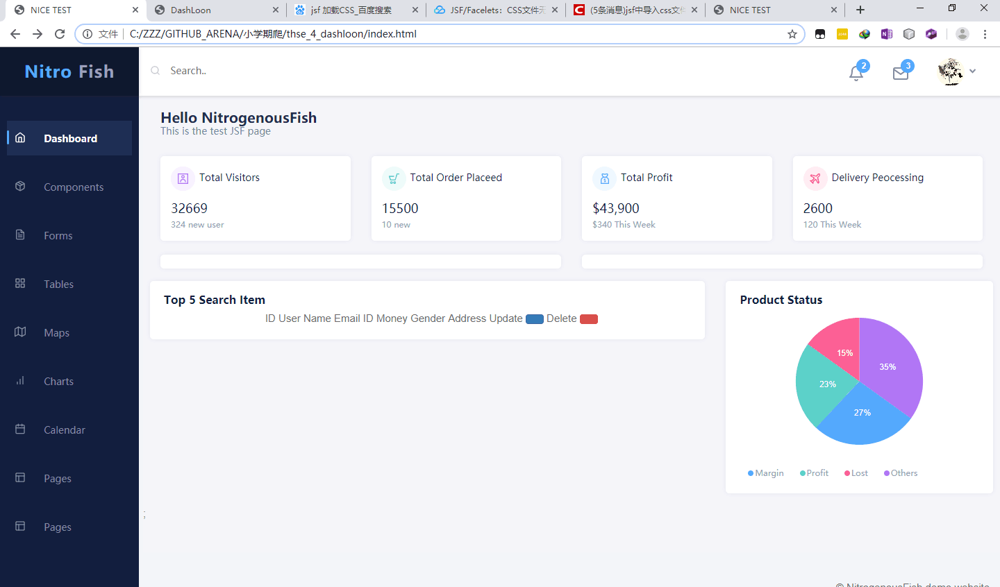 NICE TEST
DashLoon
jsf 加载CSS_百度搜索
JSF/Facelets：CSS文件
(5条消息)jsf中导入css文件
NICE TEST
文件 C:/ZZZ/GITHUB_ARENA/小学期爬/thse_4_dashloon/index.html
Nitro Fish
Search..
2
3
Dashboard
Components
Forms
Tables
Maps
Charts
Calendar
Pages
Pages
Hello NitrogenousFish
This is the test JSF page
Total Visitors
32669
324 new user
Total Order Placeed
15500
10 new
Total Profit
$43,900
$340 This Week
Delivery Peocessing
2600
120 This Week
Top 5 Search Item
ID User Name Email ID Money Gender Address Update Delete
Product Status
15%
35%
23%
27%
Margin Profit Lost Others
;
© NitrogenousFish demo website